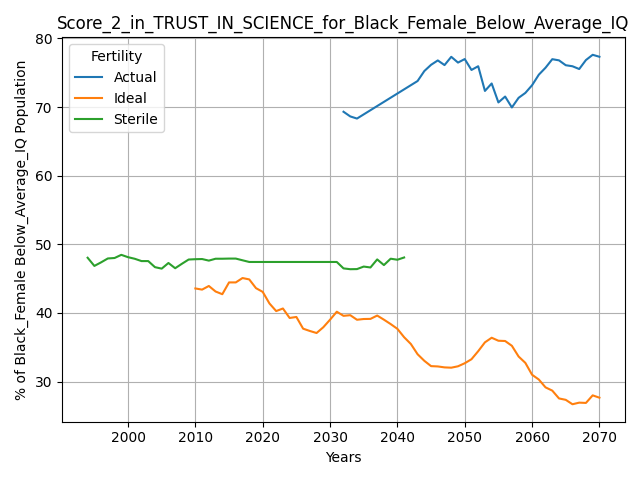 Score_2_in_TRUST_IN_SCIENCE_for_Black_Female_Below_Average_IQ
% of Black_Female Below_Average_IQ Population
80
70
60
50
40
30
Fertility
Actual
Ideal
Sterile
2000 2010 2020 2030 2040 2050 2060 2070
Years